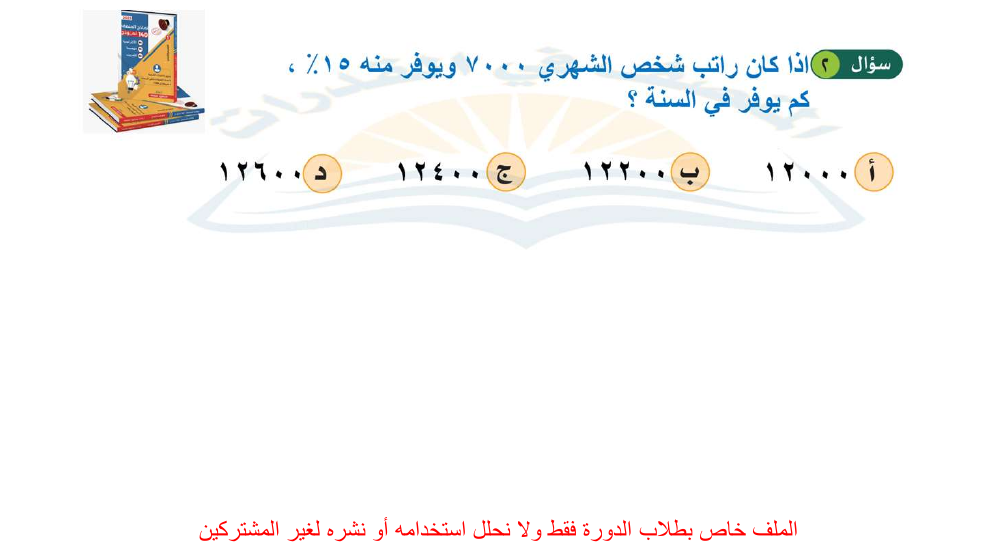 سؤال ٢ اذا كان راتب شخص الشهري ٧٠٠٠ ويوفر منه ١٥٪ ،
كم يوفر في السنة ؟
أ ١٢٠٠٠ ب ١٢٢٠٠ ج ١٢٤٠٠ د ١٢٦٠٠
الملف خاص بطلاب الدورة فقط ولا نحلل استخدامه أو نشره لغير المشتركين